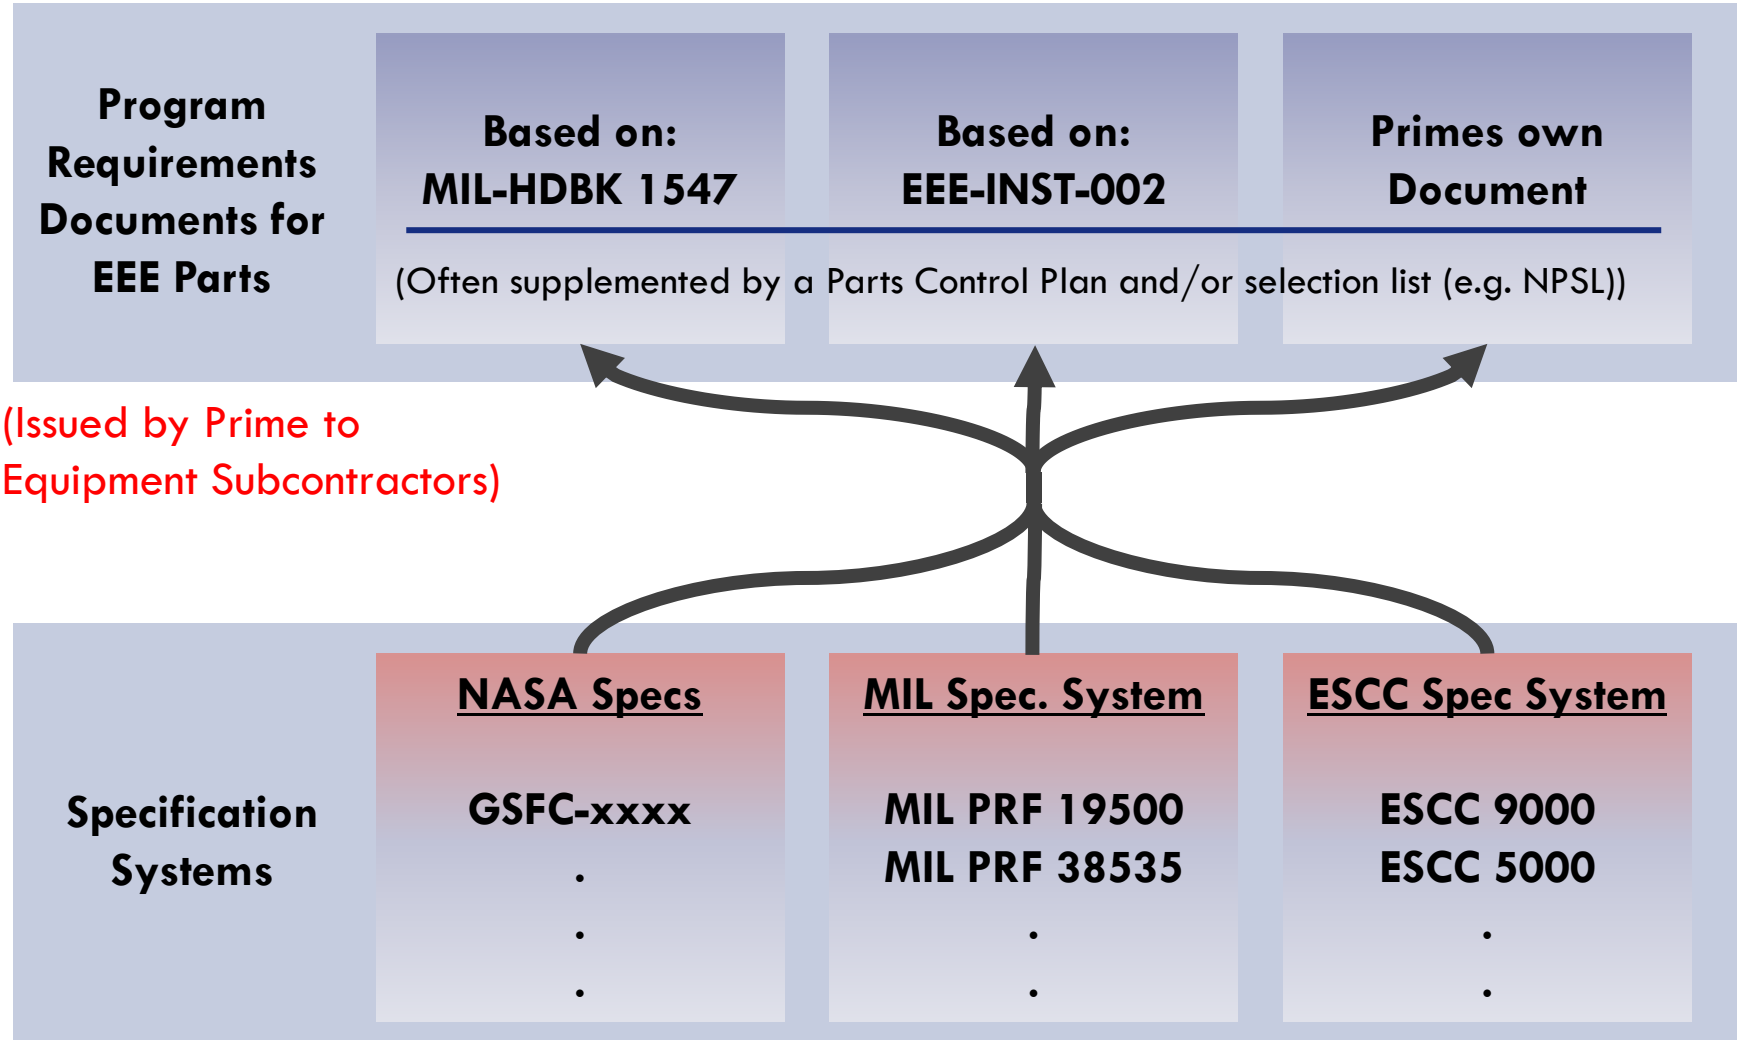 Program
Requirements
Documents for
EEE Parts
Based on:
MIL-HDBK 1547
Based on:
EEE-INST-002
Primes own
Document
(Often supplemented by a Parts Control Plan and/or selection list (e.g. NPSL))
(Issued by Prime to
Equipment Subcontractors)
Specification
Systems
NASA Specs
GSFC-xxxx
.
.
.
MIL Spec. System
MIL PRF 19500
MIL PRF 38535
.
.
ESCC Spec System
ESCC 9000
ESCC 5000
.
.